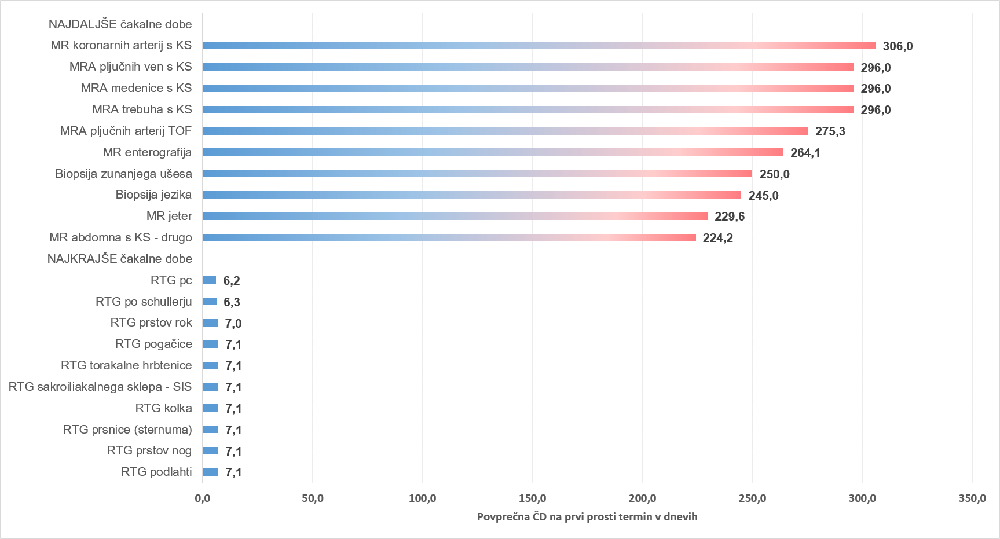 NAJDALJŠE čakalne dobe
MR koronarnih arterij s KS 306,0
MRA pljučnih ven s KS 296,0
MRA medenice s KS 296,0
MRA trebuha s KS 296,0
MRA pljučnih arterij TOF 275,3
MR enterografija 264,1
Biopsija zunanjega ušesa 250,0
Biopsija jezika 245,0
MR jeter 229,6
MR abdomna s KS - drugo 224,2
NAJKRAJŠE čakalne dobe
RTG pc 6,2
RTG po schullerju 6,3
RTG prstov rok 7,0
RTG pogačice 7,1
RTG torakalne hrbtenice 7,1
RTG sakroiliakalnega sklepa - SIS 7,1
RTG kolka 7,1
RTG prsnice (sternuma) 7,1
RTG prstov nog 7,1
RTG podlahti 7,1
0,0 50,0 100,0 150,0 200,0 250,0 300,0 350,0
Povprečna ČD na prvi prosti termin v dnevih